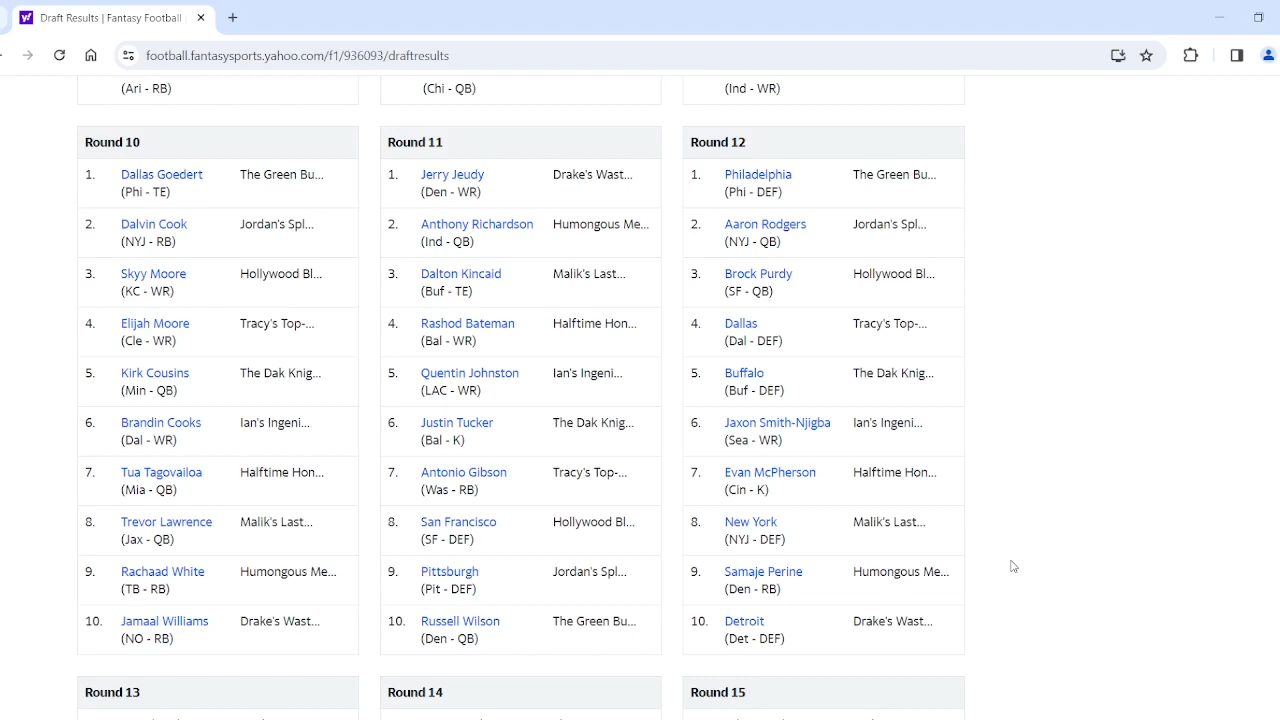 Draft Results | Fantasy Football
football.fantasysports.yahoo.com/f1/936093/draftresults
(Ari - RB)
(Chi - QB)
(Ind - WR)
Round 10
1. Dallas Goedert The Green Bu...
(Phi - TE)
2. Dalvin Cook Jordan's Spl...
(NYJ - RB)
3. Skyy Moore Hollywood Bl...
(KC - WR)
4. Elijah Moore Tracy's Top-...
(Cle - WR)
5. Kirk Cousins The Dak Knig...
(Min - QB)
6. Brandin Cooks Ian's Ingeni...
(Dal - WR)
7. Tua Tagovailoa Halftime Hon...
(Mia - QB)
8. Trevor Lawrence Malik's Last...
(Jax - QB)
9. Rachaad White Humongous Me...
(TB - RB)
10. Jamaal Williams Drake's Wast...
(NO - RB)
Round 11
1. Jerry Jeudy Drake's Wast...
(Den - WR)
2. Anthony Richardson Humongous Me...
(Ind - QB)
3. Dalton Kincaid Malik's Last...
(Buf - TE)
4. Rashod Bateman Halftime Hon...
(Bal - WR)
5. Quentin Johnston Ian's Ingeni...
(LAC - WR)
6. Justin Tucker The Dak Knig...
(Bal - K)
7. Antonio Gibson Tracy's Top-...
(Was - RB)
8. San Francisco Hollywood Bl...
(SF - DEF)
9. Pittsburgh Jordan's Spl...
(Pit - DEF)
10. Russell Wilson The Green Bu...
(Den - QB)
Round 12
1. Philadelphia The Green Bu...
(Phi - DEF)
2. Aaron Rodgers Jordan's Spl...
(NYJ - QB)
3. Brock Purdy Hollywood Bl...
(SF - QB)
4. Dallas Tracy's Top-...
(Dal - DEF)
5. Buffalo The Dak Knig...
(Buf - DEF)
6. Jaxon Smith-Njigba Ian's Ingeni...
(Sea - WR)
7. Evan McPherson Halftime Hon...
(Cin - K)
8. New York Malik's Last...
(NYJ - DEF)
9. Samaje Perine Humongous Me...
(Den - RB)
10. Detroit Drake's Wast...
(Det - DEF)
Round 13
Round 14
Round 15